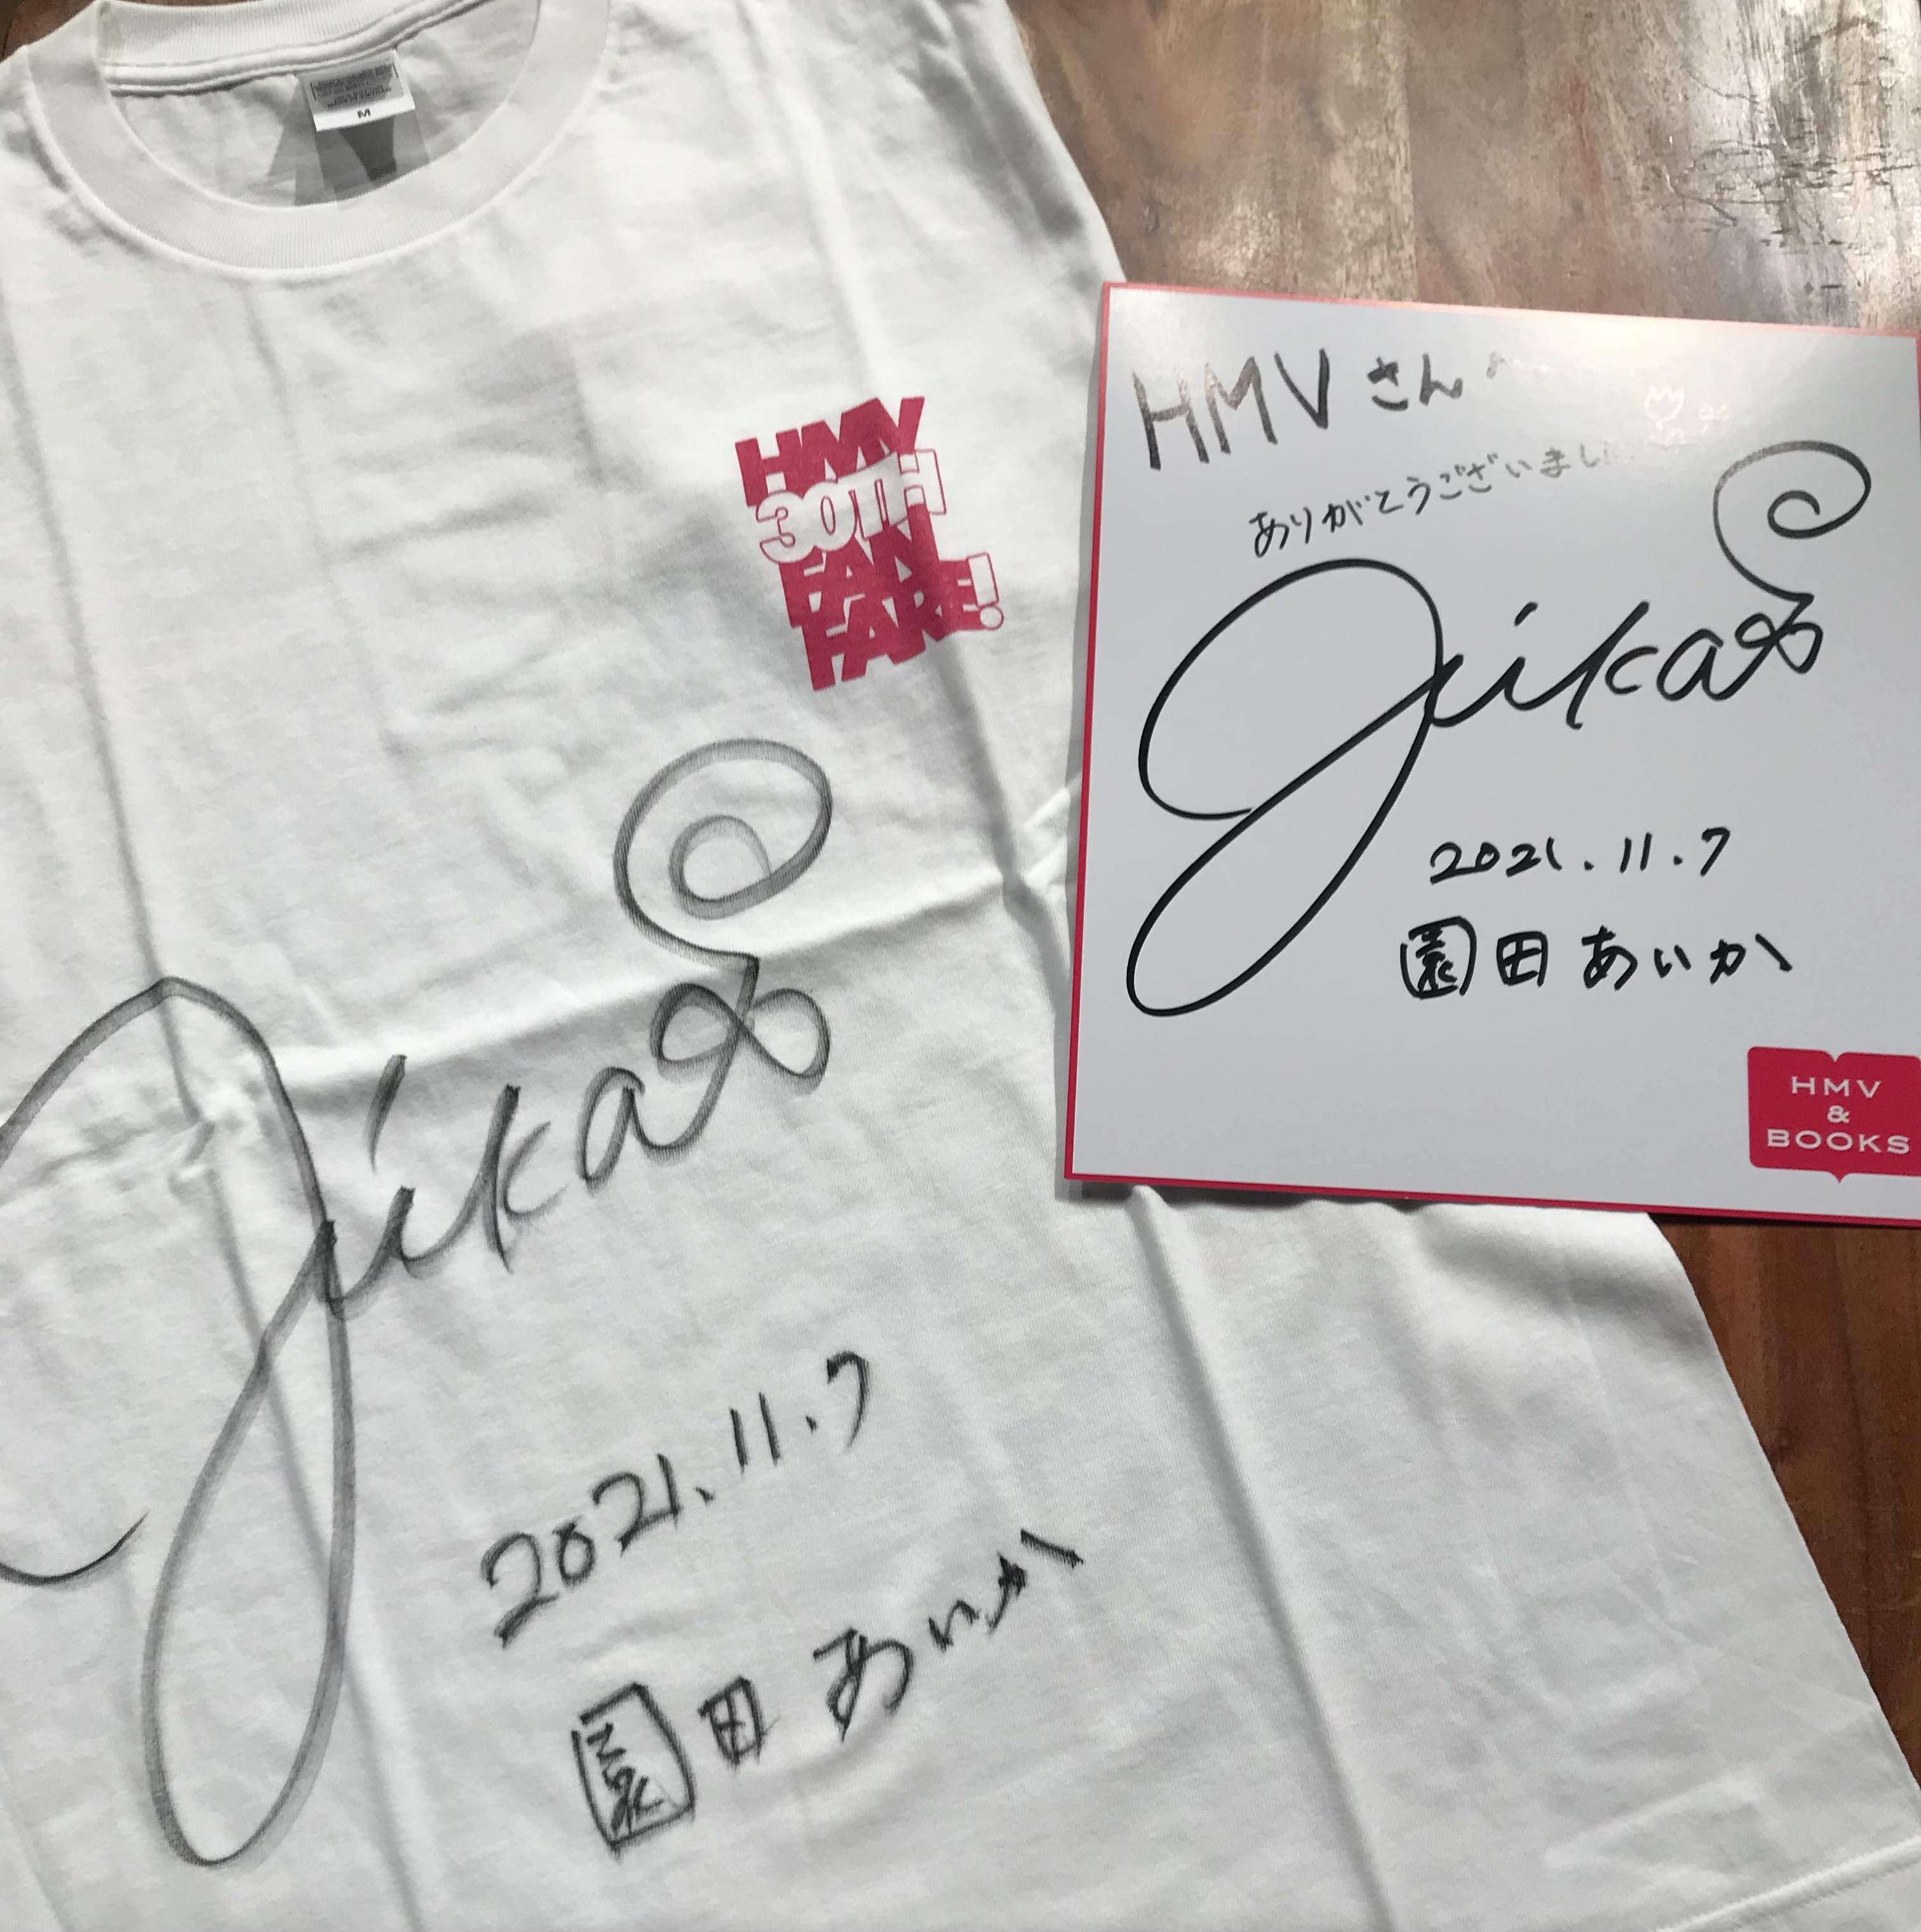 M
HMV
30TH
FAN
FARE!
Aika
2021.11.7
園田あいか
HMVさん
ありがとうございました
Aika
2021.11.7
園田あいか
HMV
&
BOOKS